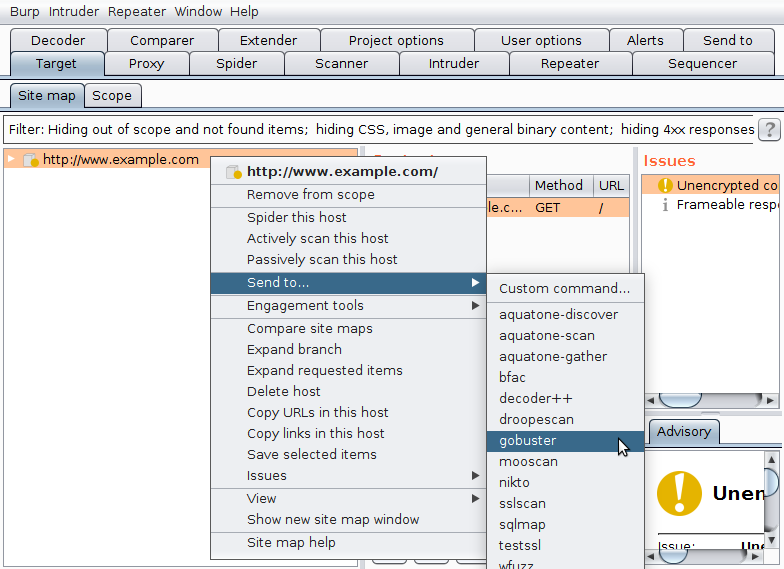 Burp Intruder Repeater Window Help
Decoder Comparer Extender Project options User options Alerts Send to
Target Proxy Spider Scanner Intruder Repeater Sequencer
Site map Scope
Filter: Hiding out of scope and not found items; hiding CSS, image and general binary content; hiding 4xx responses ?
http://www.example.com
http://www.example.com/
Remove from scope
Spider this host
Actively scan this host
Passively scan this host
Send to...
Engagement tools
Compare site maps
Expand branch
Expand requested items
Delete host
Copy URLs in this host
Copy links in this host
Save selected items
Issues
View
Show new site map window
Site map help
Method URL
le.c... GET /
Custom command...
aquatone-discover
aquatone-scan
aquatone-gather
bfac
decoder++
droopescan
gobuster
mooscan
nikto
sslscan
sqlmap
testssl
wfuzz
Issues
Unencrypted co
Frameable resp
Advisory
Unen
Issue: Un